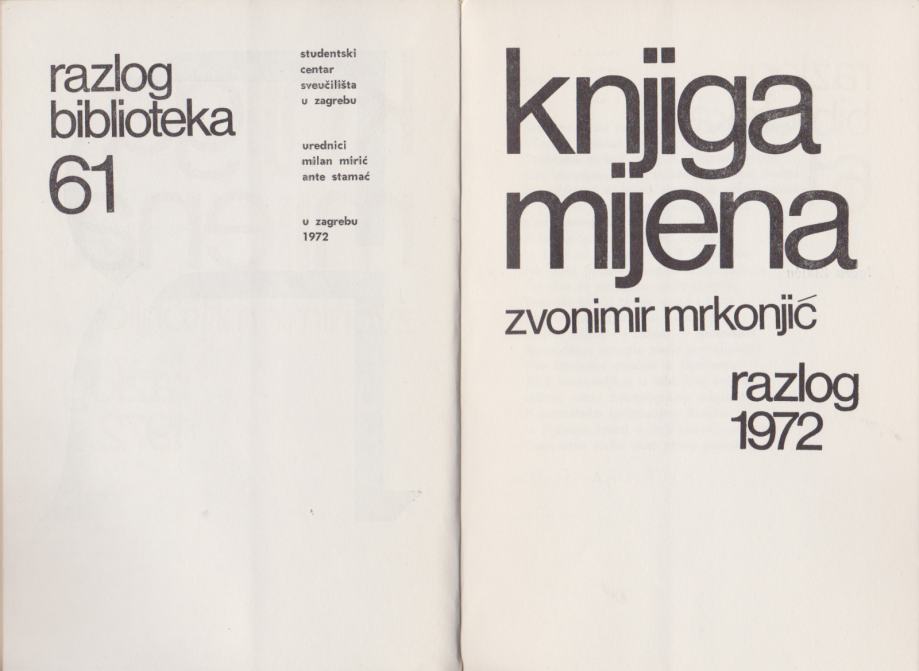 razlog
biblioteka
61
studentski
centar
sveučilišta
u zagrebu
urednici
milan mirić
ante stamać
u zagrebu
1972
knjiga
mijena
zvonimir mrkonjić
razlog
1972